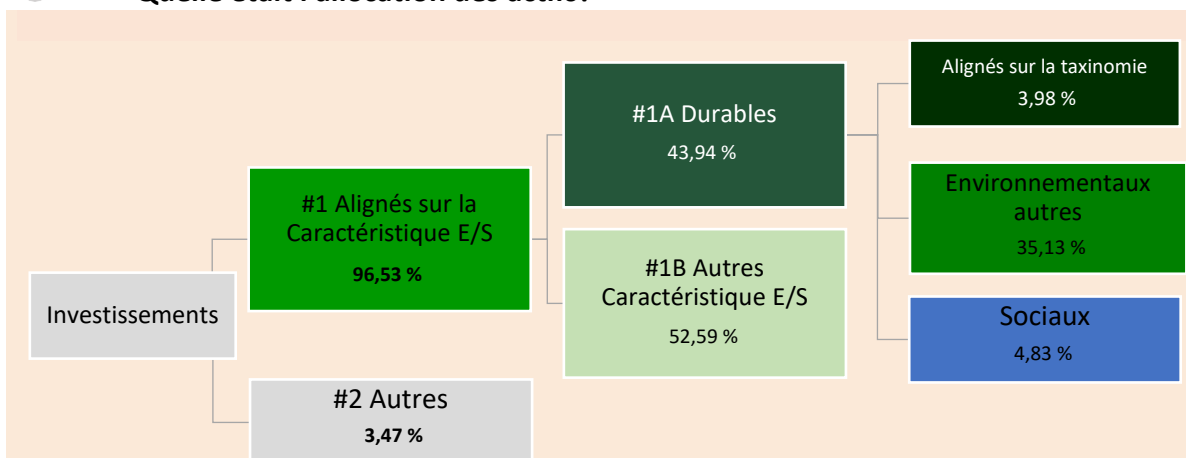 Quelle était l'allocation des actifs?
Alignés sur la taxinomie
3,98 %
#1A Durables
43,94 %
Environnementaux
autres
35,13 %
#1 Alignés sur la
Caractéristique E/S
96,53 %
#1B Autres
Caractéristique E/S
52,59 %
Investissements
Sociaux
4,83 %
#2 Autres
3,47 %